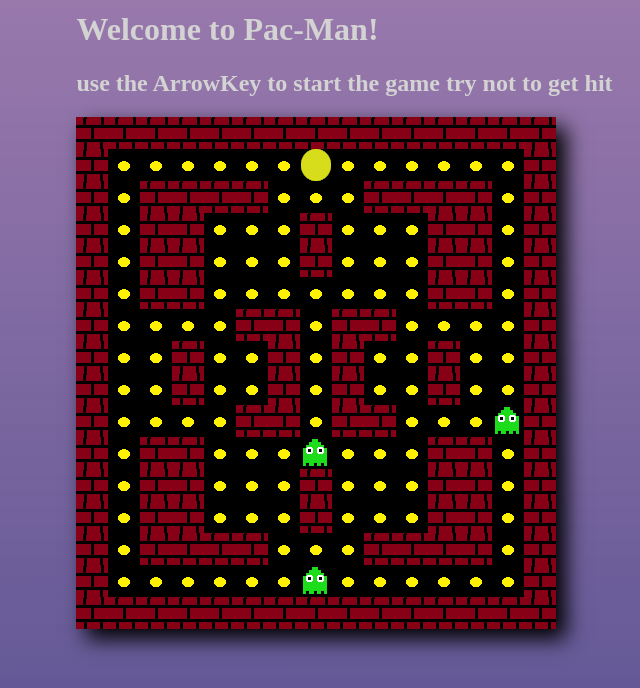 Welcome to Pac-Man!
use the ArrowKey to start the game try not to get hit